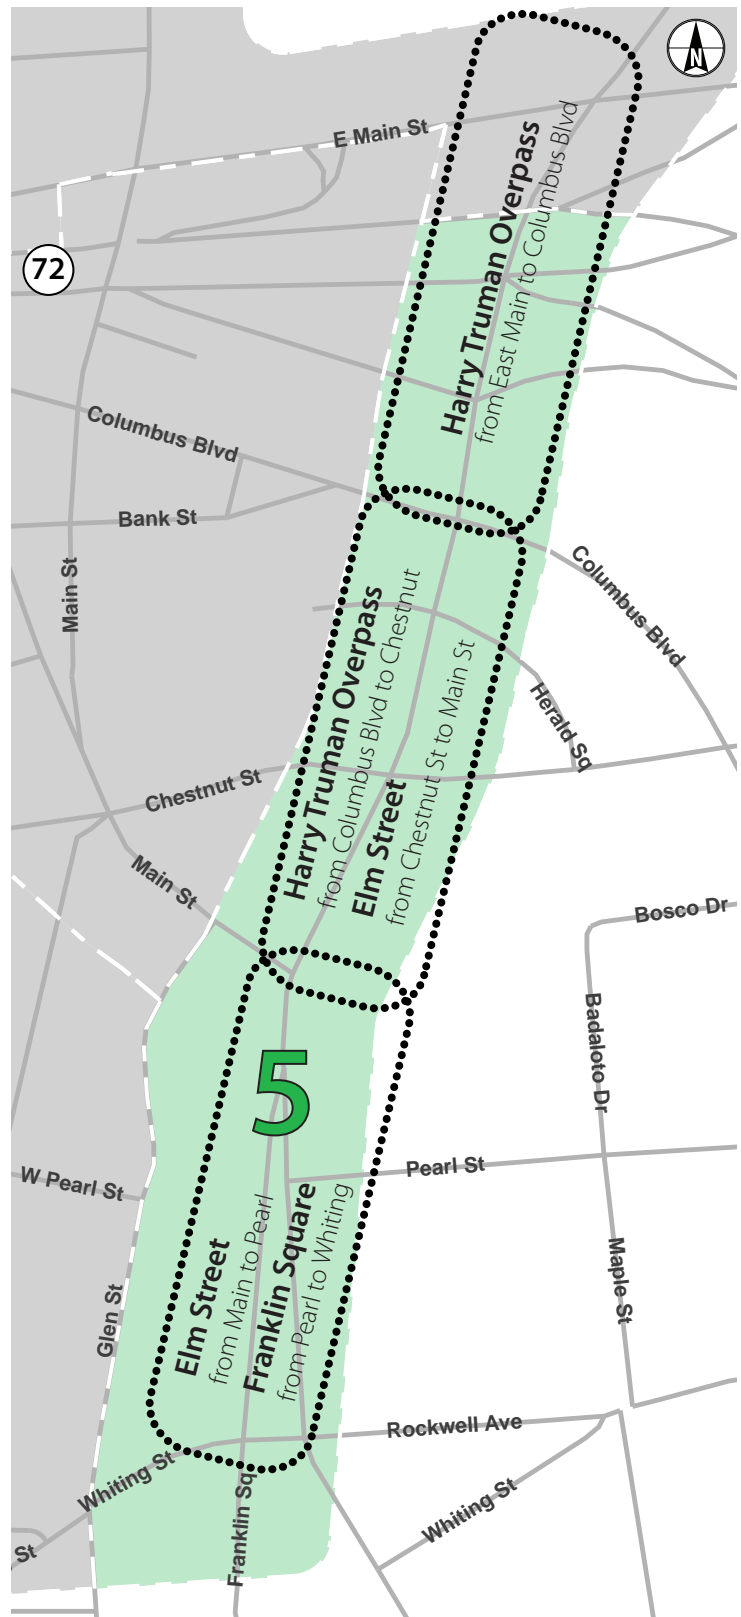 N
E Main St
Harry Truman Overpass
from East Main to Columbus Blvd
72
Columbus Blvd
Bank St
Main St
Columbus Blvd
Harry Truman Overpass
from Columbus Blvd to Chestnut
Elm Street
from Chestnut St to Main St
Herald Sq
Chestnut St
Main St
Bosco Dr
Badaloto Dr
5
Pearl St
W Pearl St
Elm Street
from Main to Pearl
Franklin Square
from Pearl to Whiting
Maple St
Glen St
Rockwell Ave
Whiting St
Whiting St
Franklin Sq
St